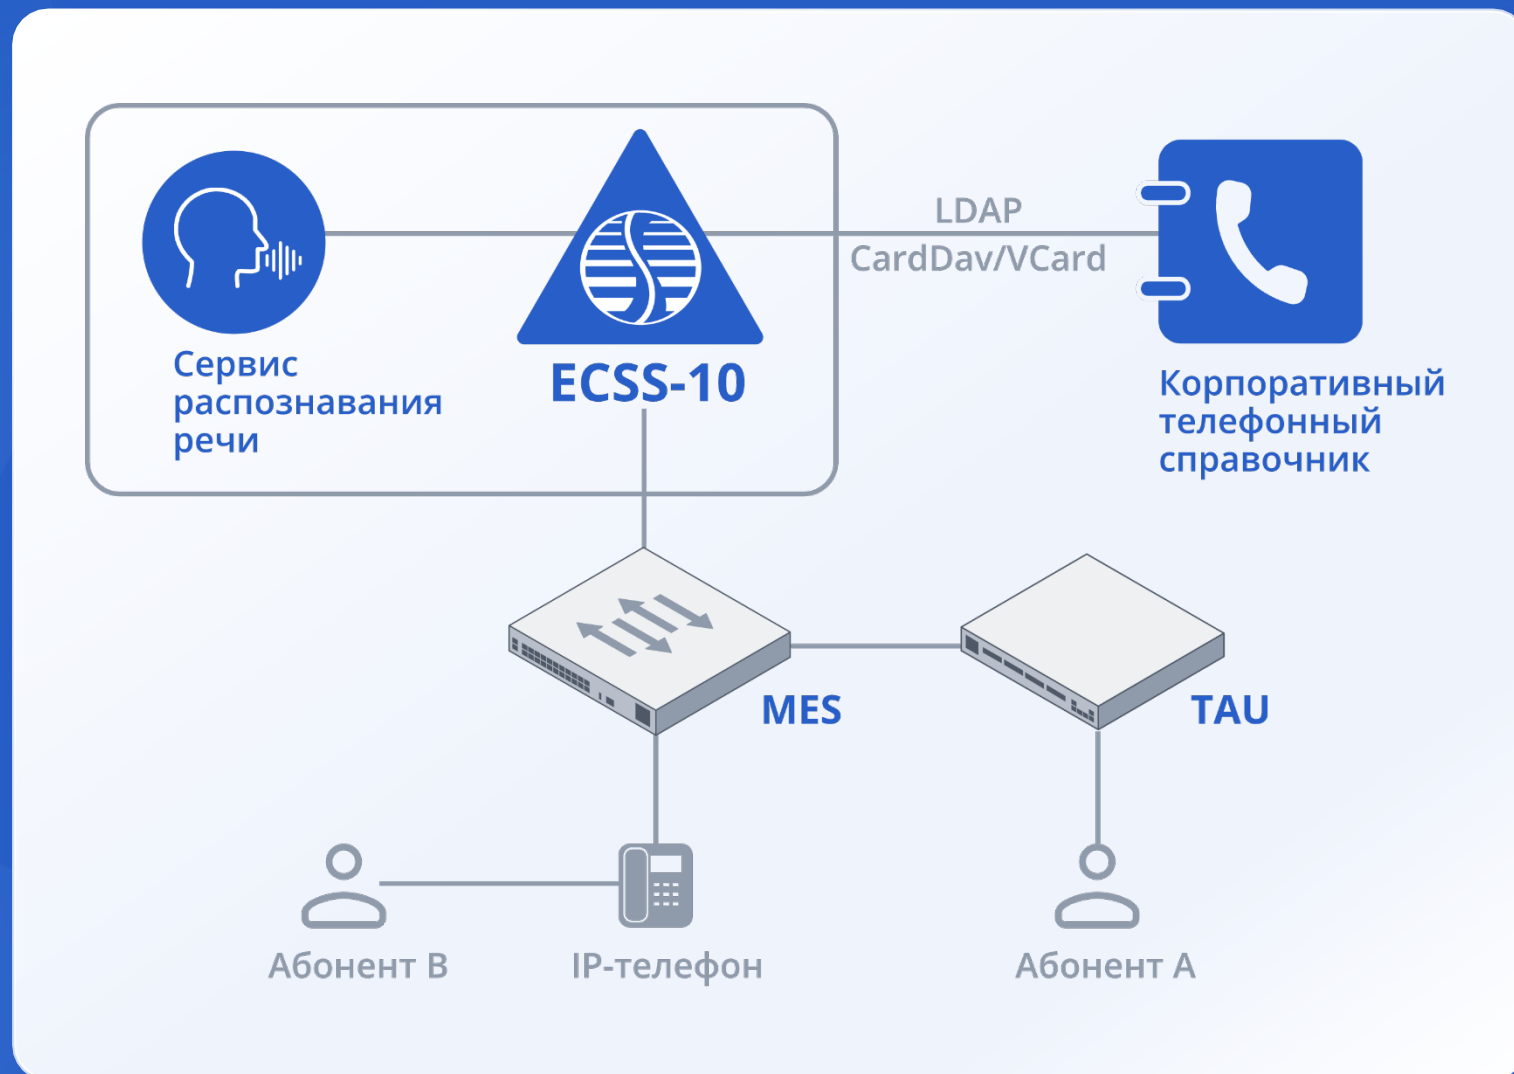 LDAP
CardDav/VCard
Сервис
распознавания
речи
ECSS-10
Корпоративный
телефонный
справочник
MES
TAU
Абонент B
IP-телефон
Абонент А